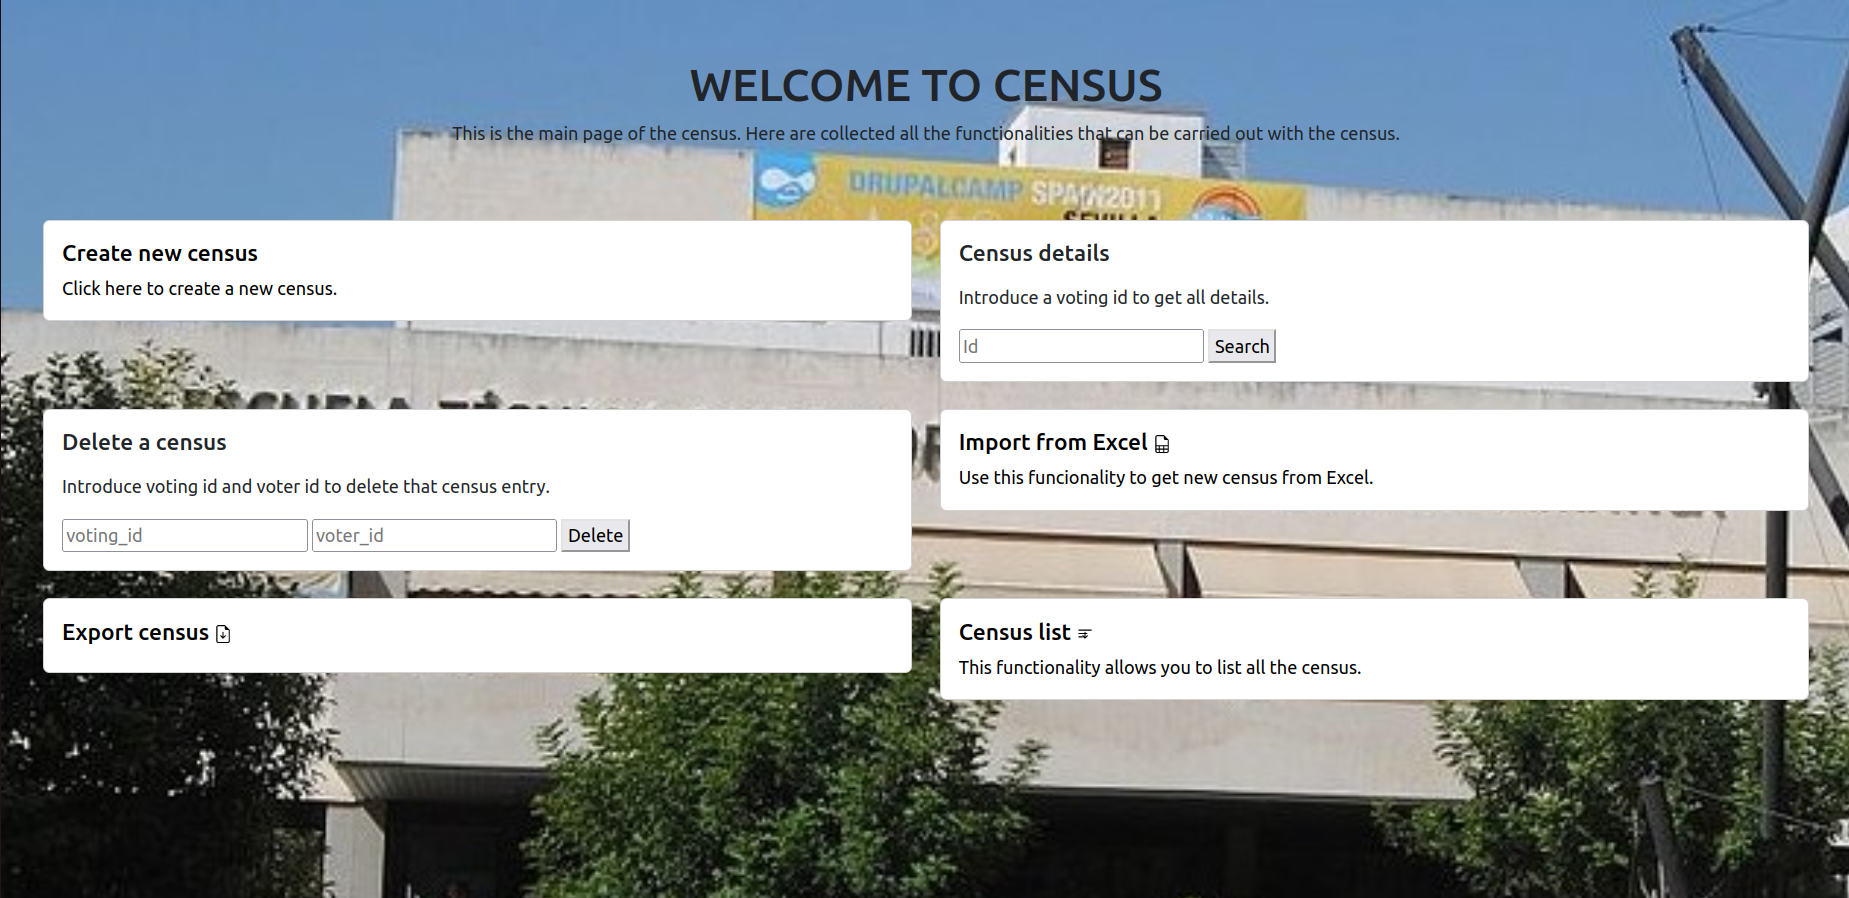 WELCOME TO CENSUS
This is the main page of the census. Here are collected all the functionalities that can be carried out with the census.
DRUPALCAMP SPAIN2011
SEVILLA
Create new census
Click here to create a new census.
Census details
Introduce a voting id to get all details.
Id Search
ESCUELA
Delete a census
Introduce voting id and voter id to delete that census entry.
voting_id voter_id Delete
Import from Excel
Use this funcionality to get new census from Excel.
Export census
Census list
This functionality allows you to list all the census.